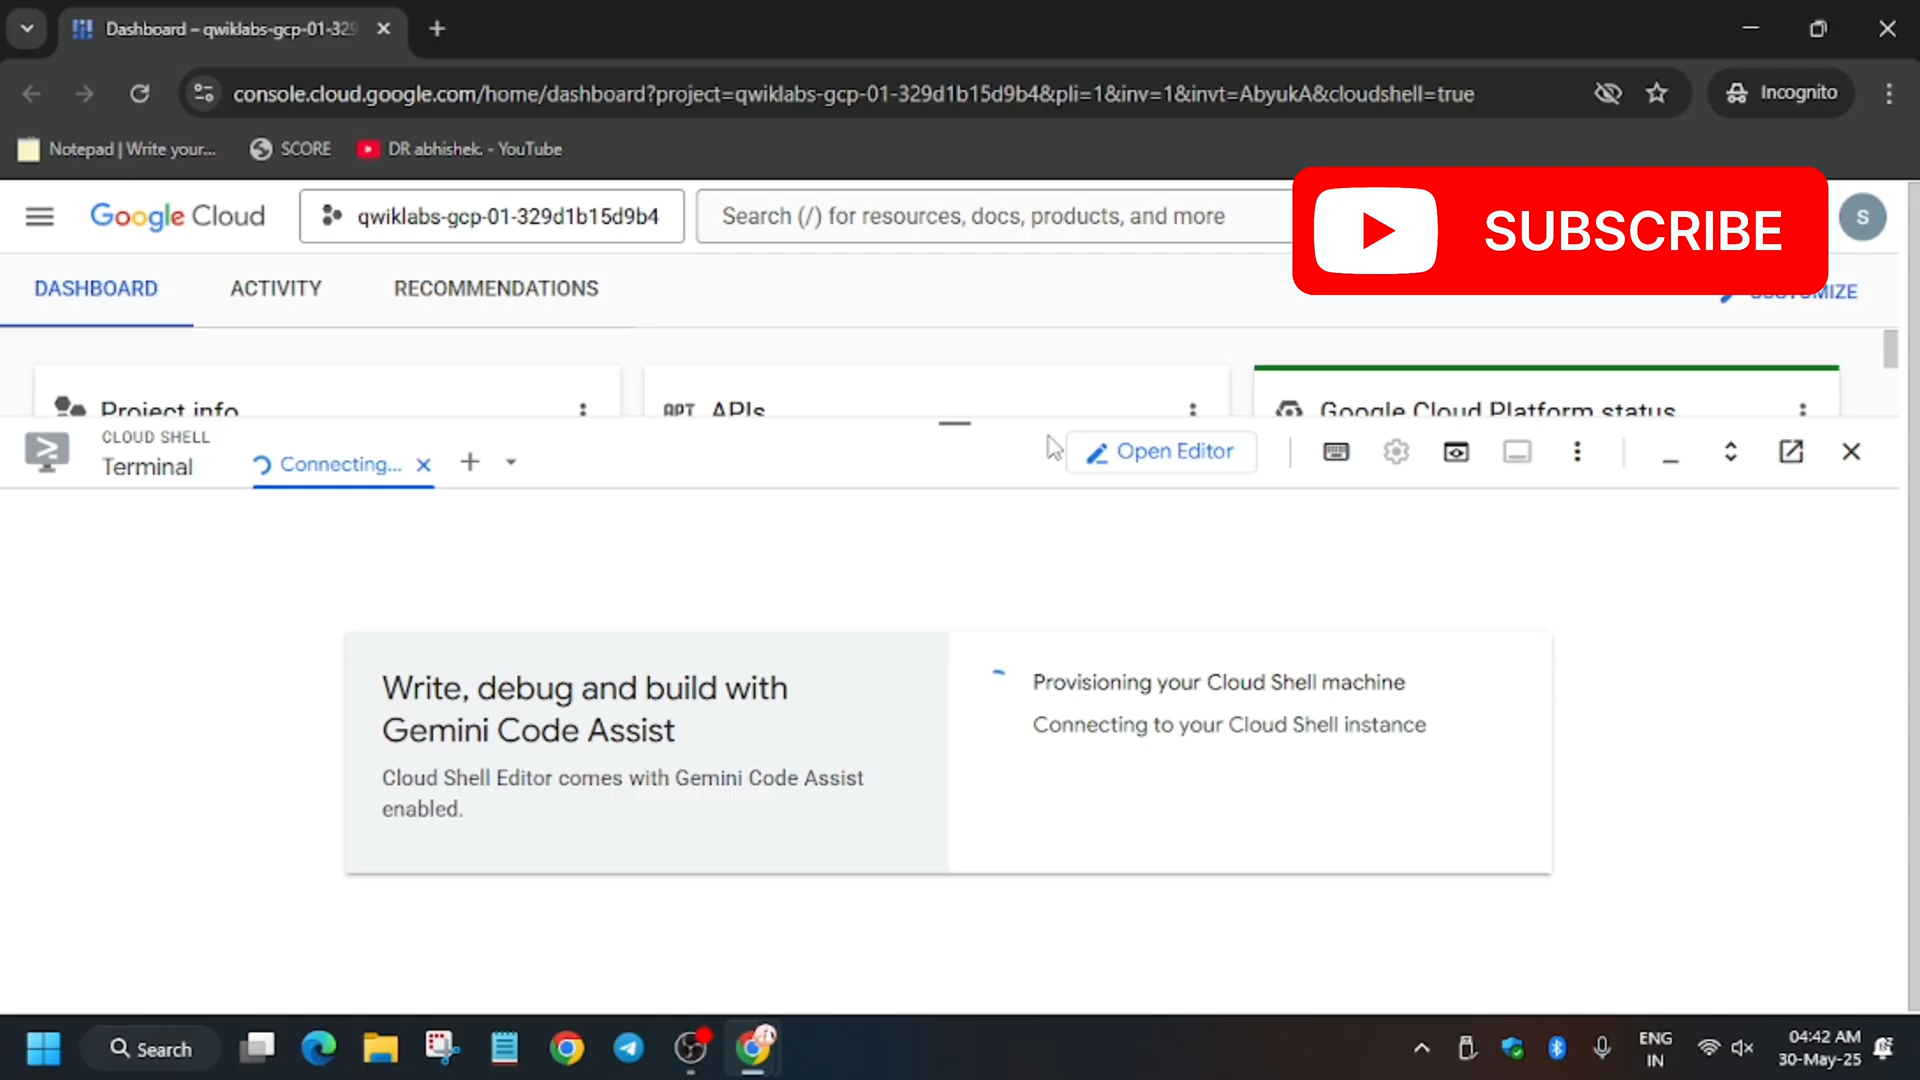 Dashboard – qwiklabs-gcp-01-329
console.cloud.google.com/home/dashboard?project=qwiklabs-gcp-01-329d1b15d9b4&pli=1&inv=1&invt=AbyukA&cloudshell=true
Incognito
Notepad | Write your...
SCORE
DR abhishek. - YouTube
Google Cloud
qwiklabs-gcp-01-329d1b15d9b4
Search (/) for resources, docs, products, and more
SUBSCRIBE
S
DASHBOARD
ACTIVITY
RECOMMENDATIONS
CUSTOMIZE
Project info
API APIs
Google Cloud Platform status
CLOUD SHELL
Terminal
Connecting...
Open Editor
Write, debug and build with
Gemini Code Assist
Cloud Shell Editor comes with Gemini Code Assist
enabled.
Provisioning your Cloud Shell machine
Connecting to your Cloud Shell instance
Search
ENG
IN
04:42 AM
30-May-25